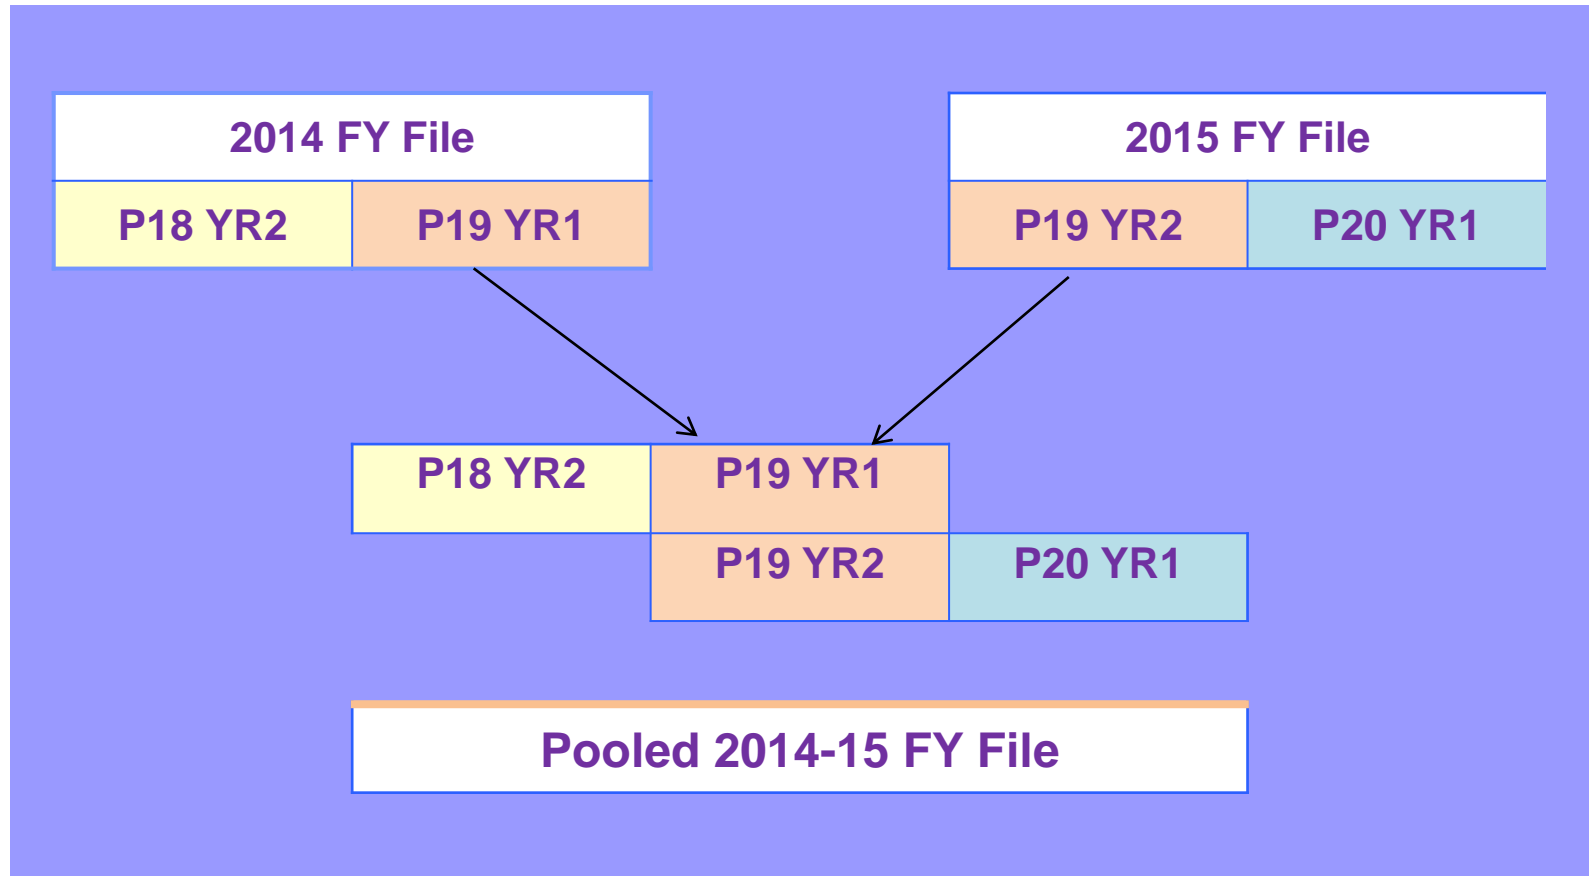 2014 FY File
2015 FY File
P18 YR2
P19 YR1
P19 YR2
P20 YR1
P18 YR2
P19 YR1
P19 YR2
P20 YR1
Pooled 2014-15 FY File